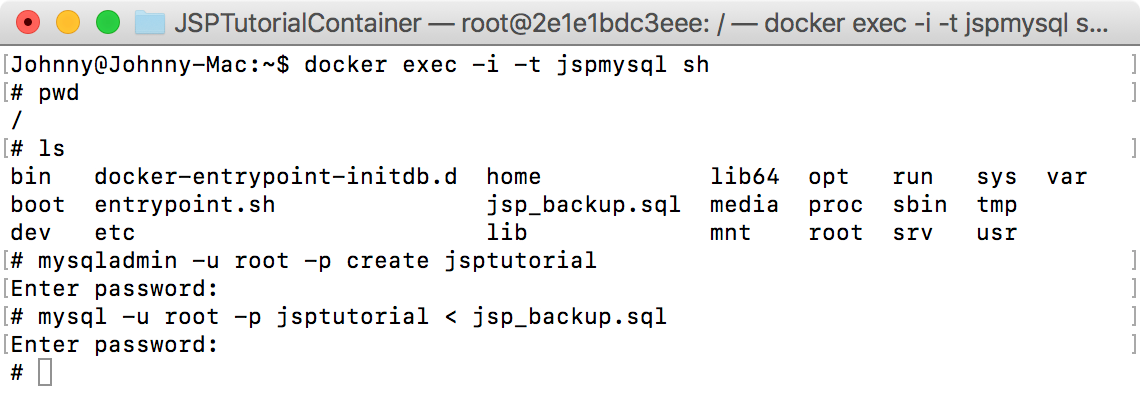 JSPTutorialContainer — root@2e1e1bdc3eee: / — docker exec -i -t jspmysql s...
[Johnny@Johnny-Mac:~$ docker exec -i -t jspmysql sh ]
[# pwd ]
/
[# ls ]
bin   docker-entrypoint-initdb.d  home            lib64  opt   run   sys  var
boot  entrypoint.sh               jsp_backup.sql  media  proc  sbin  tmp
dev   etc                         lib             mnt    root  srv   usr
[# mysqladmin -u root -p create jsptutorial ]
[Enter password: ]
[# mysql -u root -p jsptutorial < jsp_backup.sql ]
[Enter password: ]
#